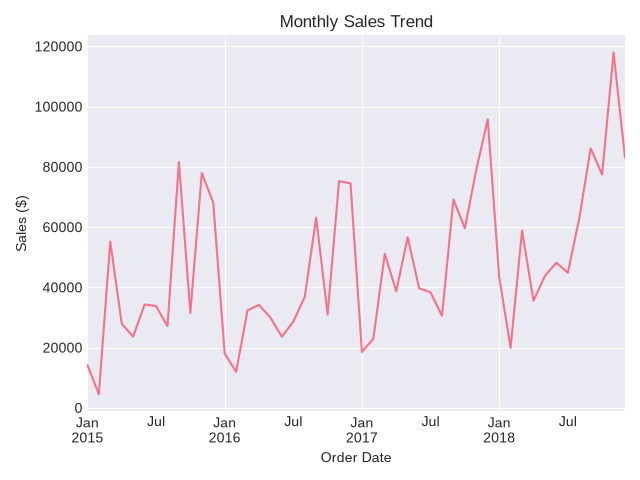 Monthly Sales Trend
120000
100000
80000
60000
40000
20000
0
Sales ($)
Jan Jul Jan Jul Jan Jul Jan Jul
2015 2016 2017 2018
Order Date